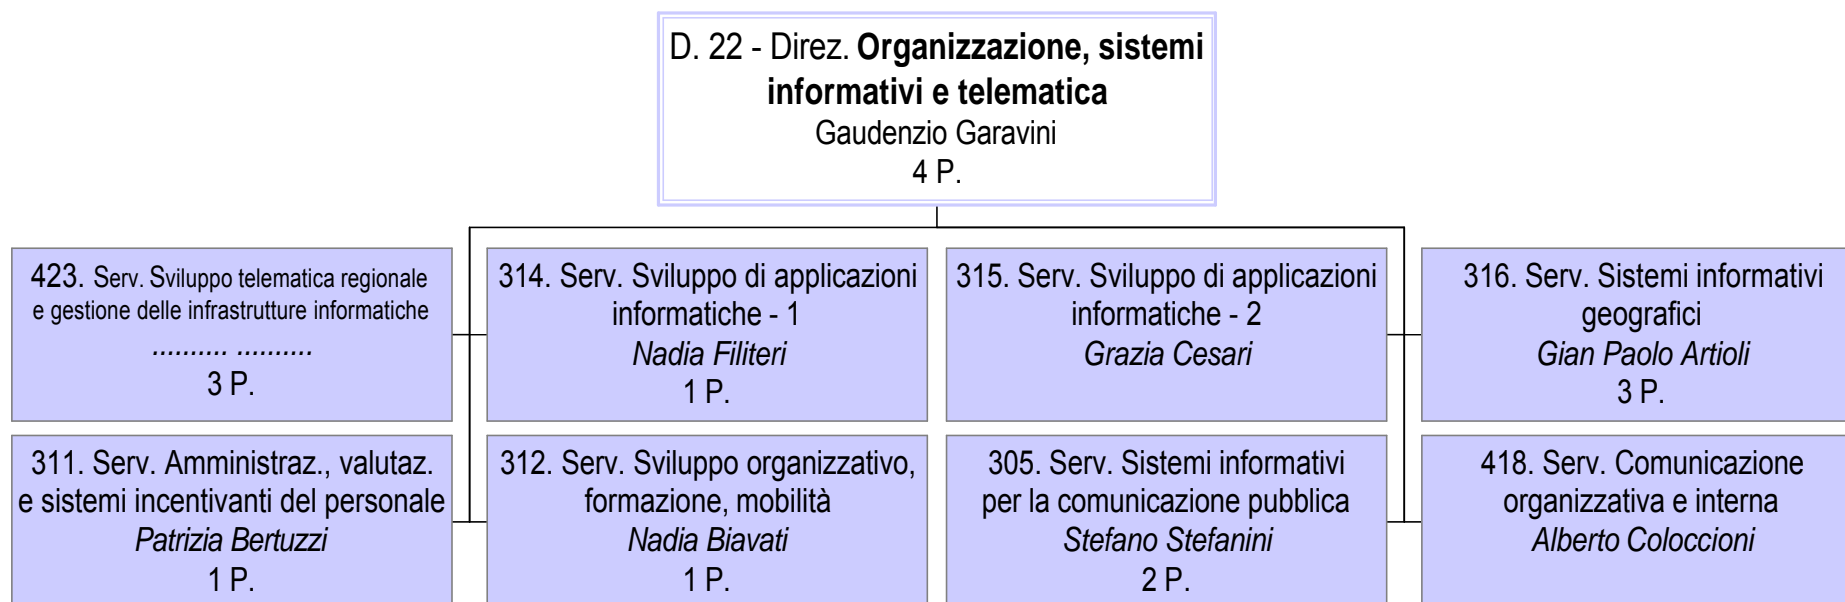 D. 22 - Direz. Organizzazione, sistemi
informativi e telematica
Gaudenzio Garavini
4 P.
423. Serv. Sviluppo telematica regionale
e gestione delle infrastrutture informatiche
.......... ..........
3 P.
314. Serv. Sviluppo di applicazioni
informatiche - 1
Nadia Filiteri
1 P.
315. Serv. Sviluppo di applicazioni
informatiche - 2
Grazia Cesari
316. Serv. Sistemi informativi
geografici
Gian Paolo Artioli
3 P.
311. Serv. Amministraz., valutaz.
e sistemi incentivanti del personale
Patrizia Bertuzzi
1 P.
312. Serv. Sviluppo organizzativo,
formazione, mobilità
Nadia Biavati
1 P.
305. Serv. Sistemi informativi
per la comunicazione pubblica
Stefano Stefanini
2 P.
418. Serv. Comunicazione
organizzativa e interna
Alberto Coloccioni